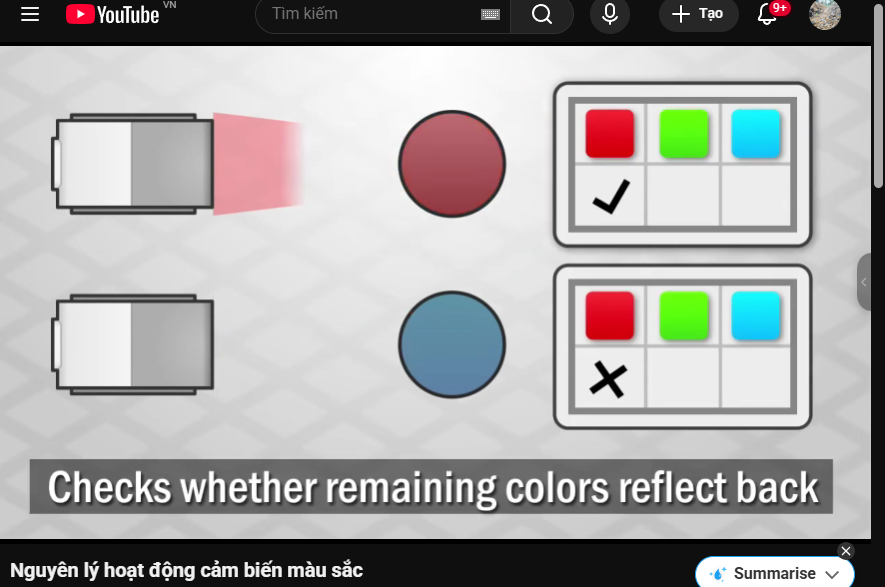 YouTube VN
Tìm kiếm
Tạo
9+
Checks whether remaining colors reflect back
Nguyên lý hoạt động cảm biến màu sắc
Summarise